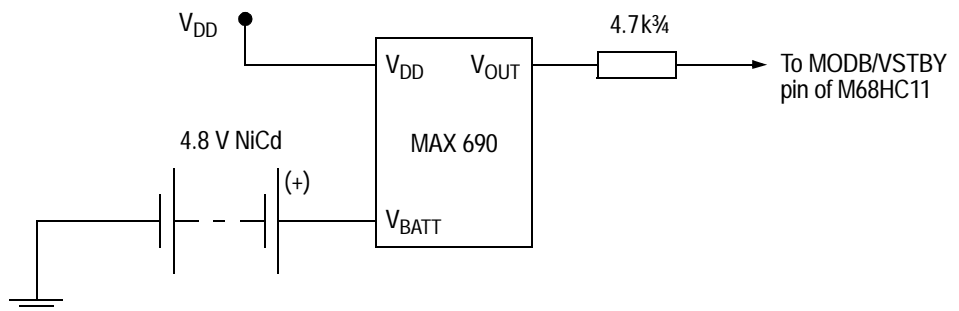 V_DD
4.7k¾
V_DD V_OUT
To MODB/VSTBY
pin of M68HC11
4.8 V NiCd
MAX 690
(+)
V_BATT